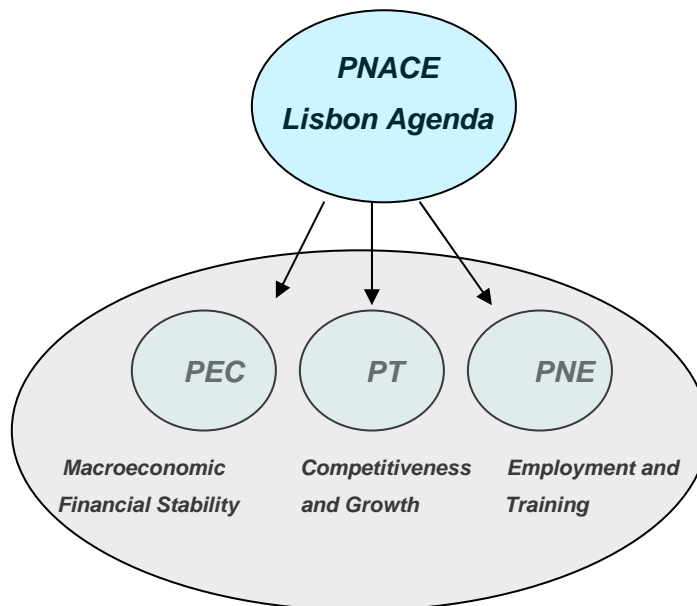 PNACE
Lisbon Agenda
PEC
PT
PNE
Macroeconomic
Financial Stability
Competitiveness
and Growth
Employment and
Training